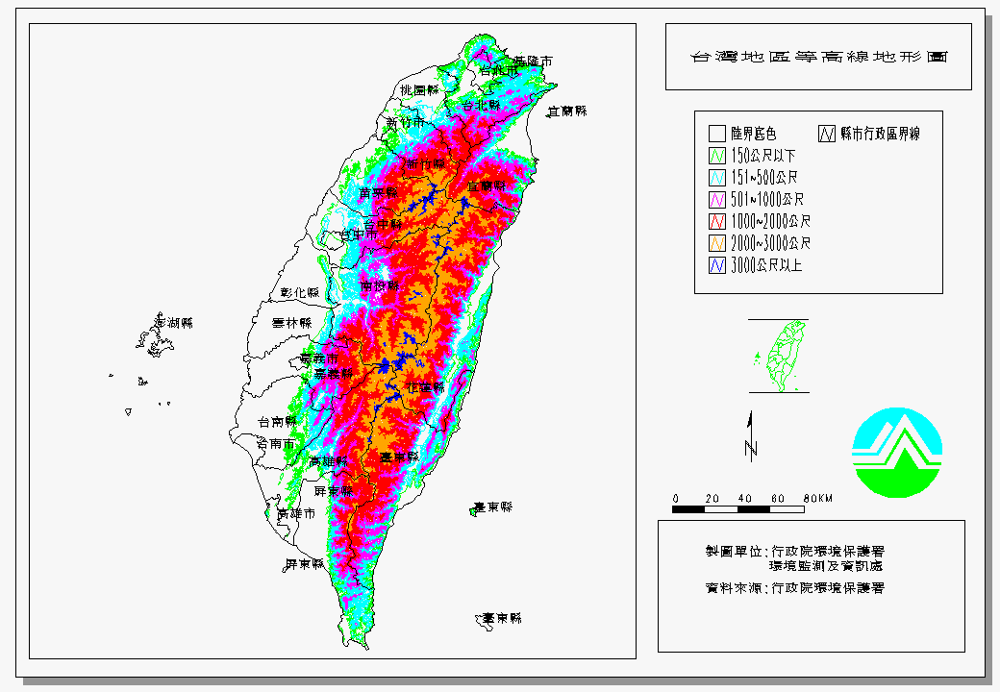 台灣地區等高線地形圖
陸界底色
縣市行政區界線
150公尺以下
151~500公尺
501~1000公尺
1000~2000公尺
2000~3000公尺
3000公尺以上
基隆市
台北市
桃園縣
台北縣
宜蘭縣
新竹市
新竹縣
宜蘭縣
苗栗縣
台中縣
台中市
南投縣
彰化縣
澎湖縣
雲林縣
嘉義市
嘉義縣
花蓮縣
台南縣
台南市
臺東縣
高雄縣
屏東縣
臺東縣
高雄市
屏東縣
臺東縣
N
0 20 40 60 80KM
製圖單位:行政院環境保護署
環境監測及資訊處
資料來源:行政院環境保護署